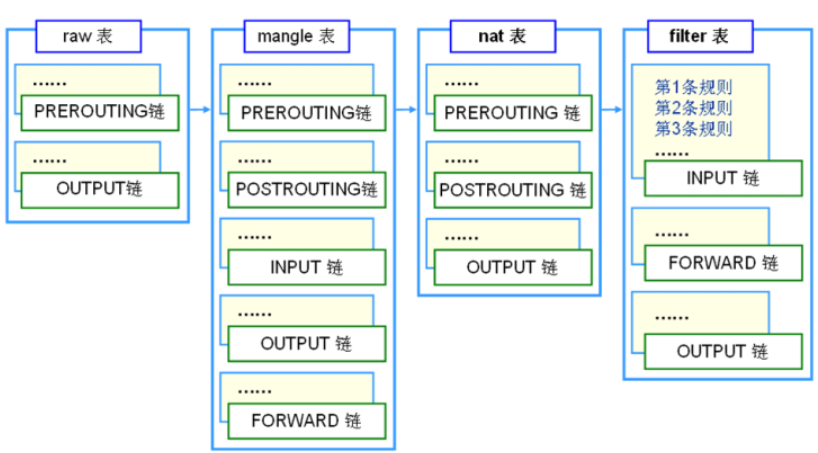 raw 表
……
PREROUTING链
……
OUTPUT链
mangle 表
……
PREROUTING链
……
POSTROUTING链
……
INPUT 链
……
OUTPUT 链
……
FORWARD 链
nat 表
……
PREROUTING 链
……
POSTROUTING 链
……
OUTPUT 链
filter 表
第1条规则
第2条规则
第3条规则
……
INPUT 链
……
FORWARD 链
……
OUTPUT 链